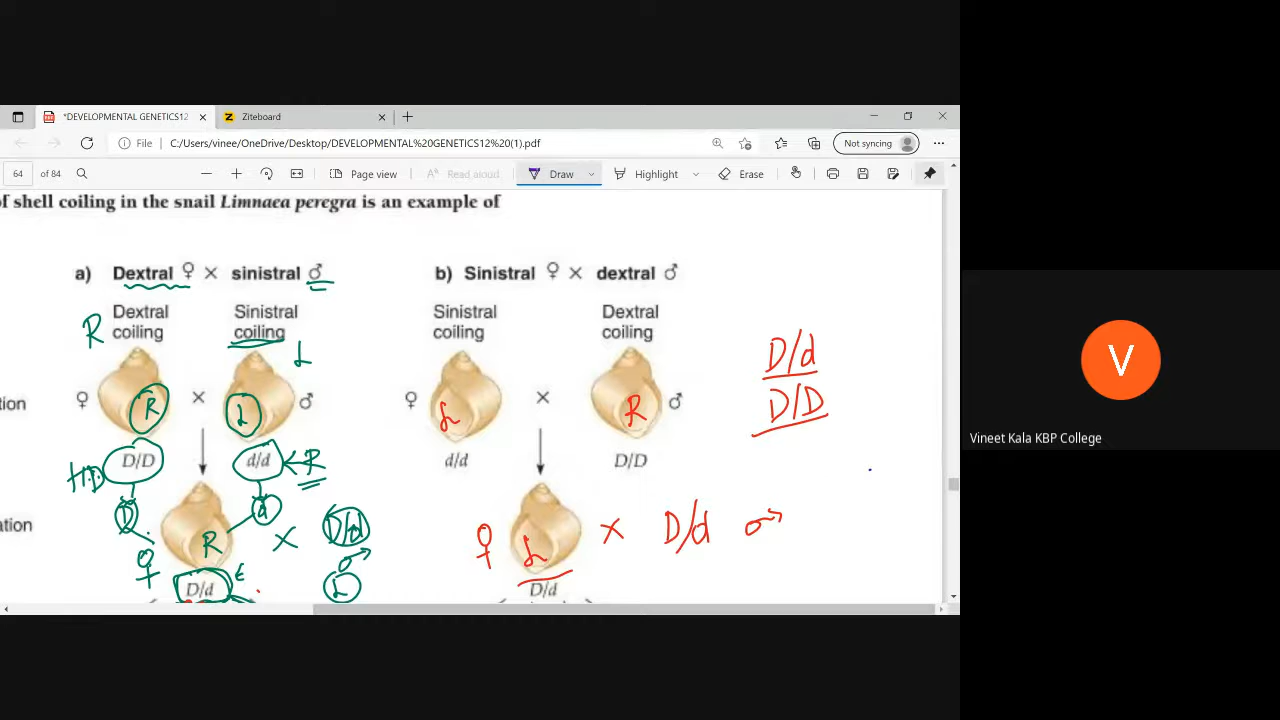 *DEVELOPMENTAL GENETICS12
Ziteboard
File
C:/Users/vinee/OneDrive/Desktop/DEVELOPMENTAL%20GENETICS12%20(1).pdf
Not syncing
64 of 84
Page view
Read aloud
Draw
Highlight
Erase
of shell coiling in the snail Limnaea peregra is an example of
a) Dextral ♀ × sinistral ♂
b) Sinistral ♀ × dextral ♂
R
Dextral coiling
Sinistral coiling
L
Sinistral coiling
Dextral coiling
D/d
D/D
tion
♀ R × L ♂
♀ L × R ♂
H.D
D/D
d/d
R
d/d
D/D
D
d
ation
♀ R × D/d ♂
♀ L × D/d ♂
D/d
L
D/d
V
Vineet Kala KBP College